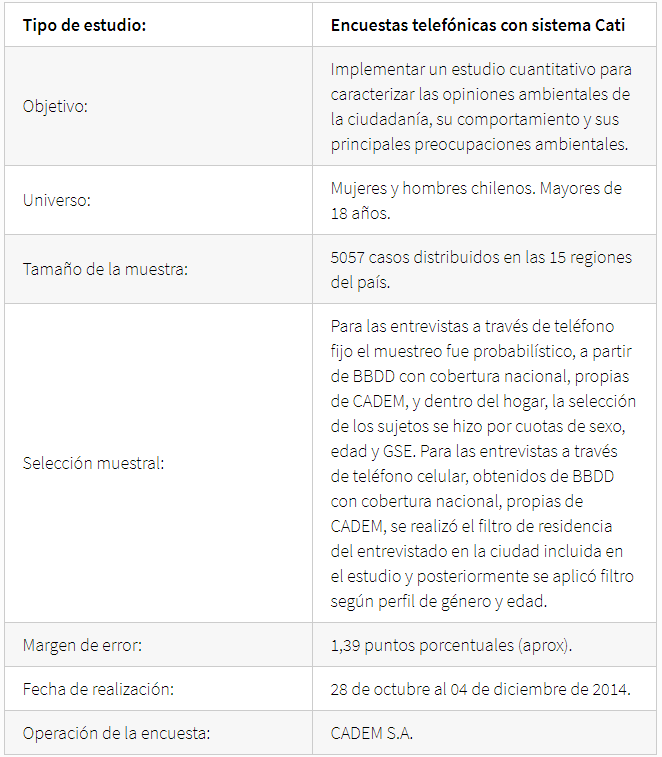 Tipo de estudio:
Encuestas telefónicas con sistema Cati
Objetivo:
Implementar un estudio cuantitativo para
caracterizar las opiniones ambientales de
la ciudadanía, su comportamiento y sus
principales preocupaciones ambientales.
Universo:
Mujeres y hombres chilenos. Mayores de
18 años.
Tamaño de la muestra:
5057 casos distribuidos en las 15 regiones
del país.
Selección muestral:
Para las entrevistas a través de teléfono
fijo el muestreo fue probabilístico, a partir
de BBDD con cobertura nacional, propias
de CADEM, y dentro del hogar, la selección
de los sujetos se hizo por cuotas de sexo,
edad y GSE. Para las entrevistas a través
de teléfono celular, obtenidos de BBDD
con cobertura nacional, propias de
CADEM, se realizó el filtro de residencia
del entrevistado en la ciudad incluida en
el estudio y posteriormente se aplicó filtro
según perfil de género y edad.
Margen de error:
1,39 puntos porcentuales (aprox).
Fecha de realización:
28 de octubre al 04 de diciembre de 2014.
Operación de la encuesta:
CADEM S.A.